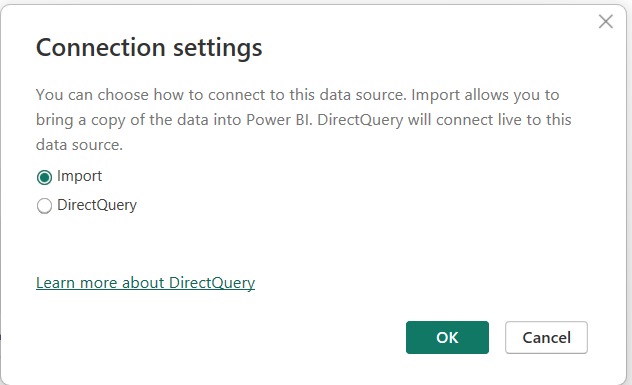 Connection settings
You can choose how to connect to this data source. Import allows you to
bring a copy of the data into Power BI. DirectQuery will connect live to this
data source.
Import
DirectQuery
Learn more about DirectQuery
OK
Cancel